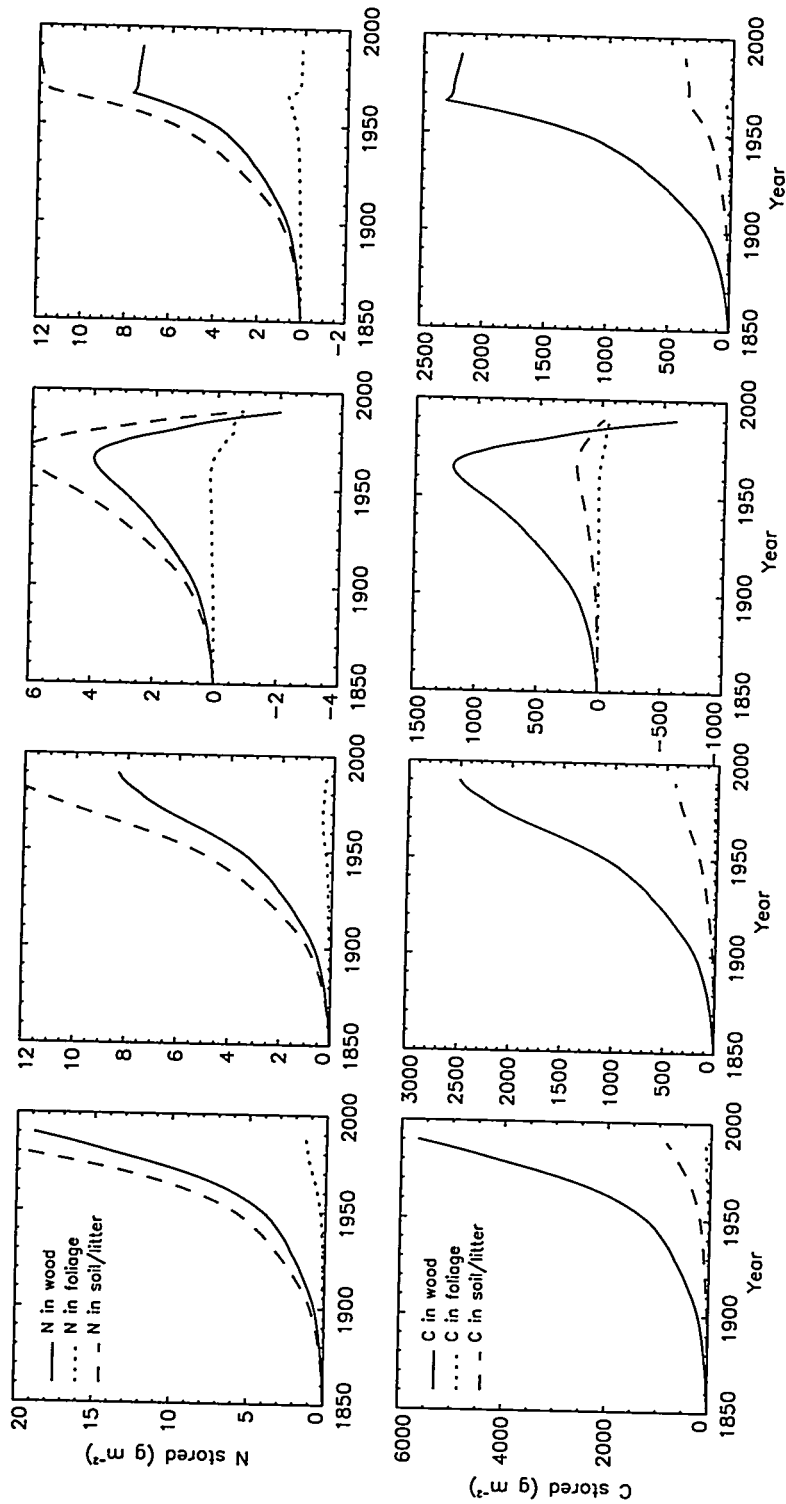 N stored (g m⁻²)
20
15
10
5
0
N in wood
N in foliage
N in soil/litter
1850 1900 1950 2000
12
10
8
6
4
2
0
1850 1900 1950 2000
6
4
2
0
-2
-4
1850 1900 1950 2000
12
10
8
6
4
2
0
-2
1850 1900 1950 2000
C stored (g m⁻²)
6000
4000
2000
0
C in wood
C in foliage
C in soil/litter
1850 1900 1950 2000
Year
3000
2500
2000
1500
1000
500
0
1850 1900 1950 2000
Year
1500
1000
500
0
-500
-1000
1850 1900 1950 2000
Year
2500
2000
1500
1000
500
0
1850 1900 1950 2000
Year